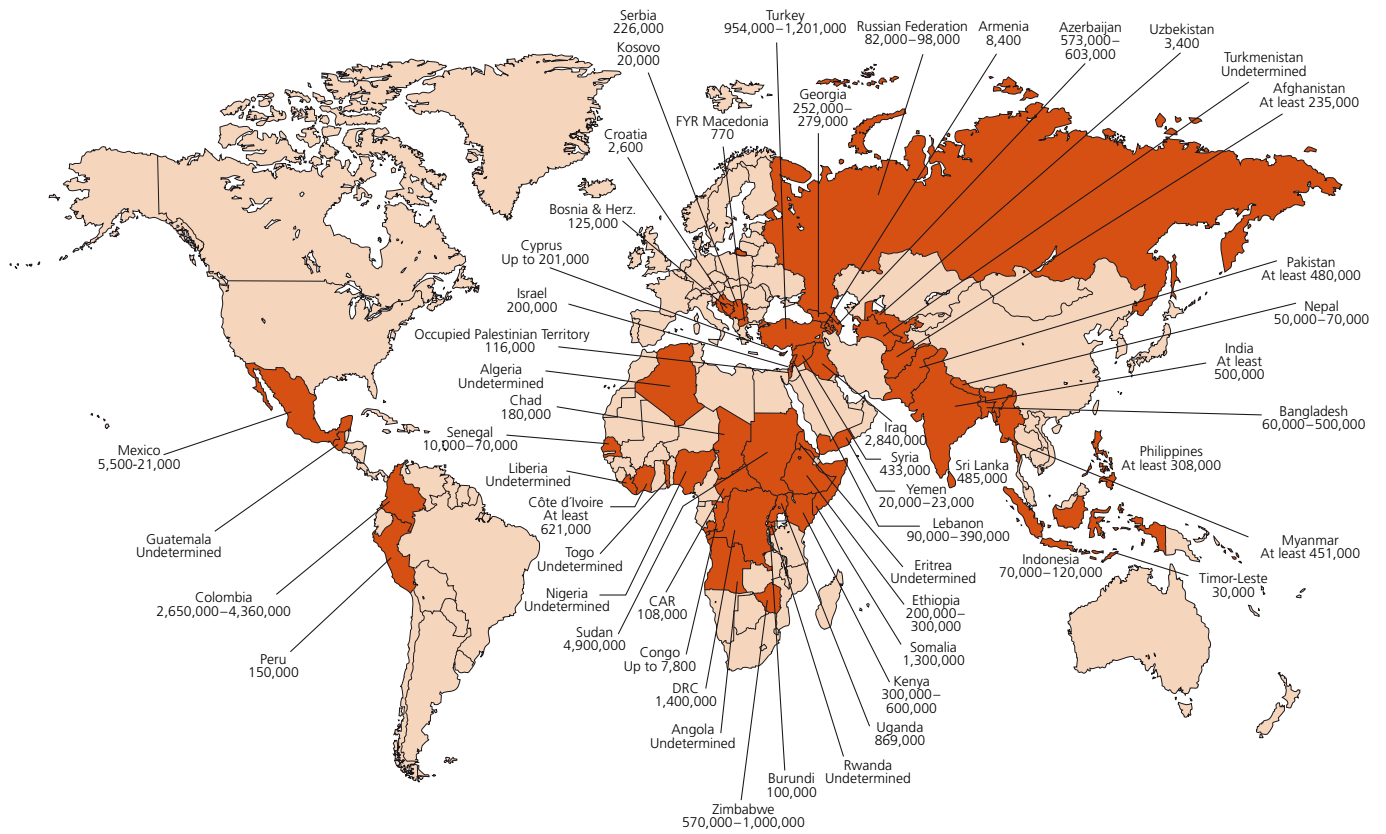 Serbia
226,000
Kosovo
20,000
Turkey
954,000–1,201,000
Russian Federation
82,000–98,000
Armenia
8,400
Azerbaijan
573,000–
603,000
Uzbekistan
3,400
Turkmenistan
Undetermined
Afghanistan
At least 235,000
Georgia
252,000–
279,000
FYR Macedonia
770
Croatia
2,600
Bosnia & Herz.
125,000
Cyprus
Up to 201,000
Israel
200,000
Occupied Palestinian Territory
116,000
Algeria
Undetermined
Chad
180,000
Senegal
10,000–70,000
Liberia
Undetermined
Côte d'Ivoire
At least
621,000
Togo
Undetermined
Nigeria
Undetermined
Sudan
4,900,000
CAR
108,000
Congo
Up to 7,800
DRC
1,400,000
Angola
Undetermined
Zimbabwe
570,000–1,000,000
Burundi
100,000
Rwanda
Undetermined
Uganda
869,000
Kenya
300,000–
600,000
Somalia
1,300,000
Ethiopia
200,000–
300,000
Eritrea
Undetermined
Lebanon
90,000–390,000
Yemen
20,000–23,000
Syria
433,000
Iraq
2,840,000
Sri Lanka
485,000
Pakistan
At least 480,000
Nepal
50,000–70,000
India
At least
500,000
Bangladesh
60,000–500,000
Philippines
At least 308,000
Myanmar
At least 451,000
Indonesia
70,000–120,000
Timor-Leste
30,000
Mexico
5,500-21,000
Guatemala
Undetermined
Colombia
2,650,000–4,360,000
Peru
150,000